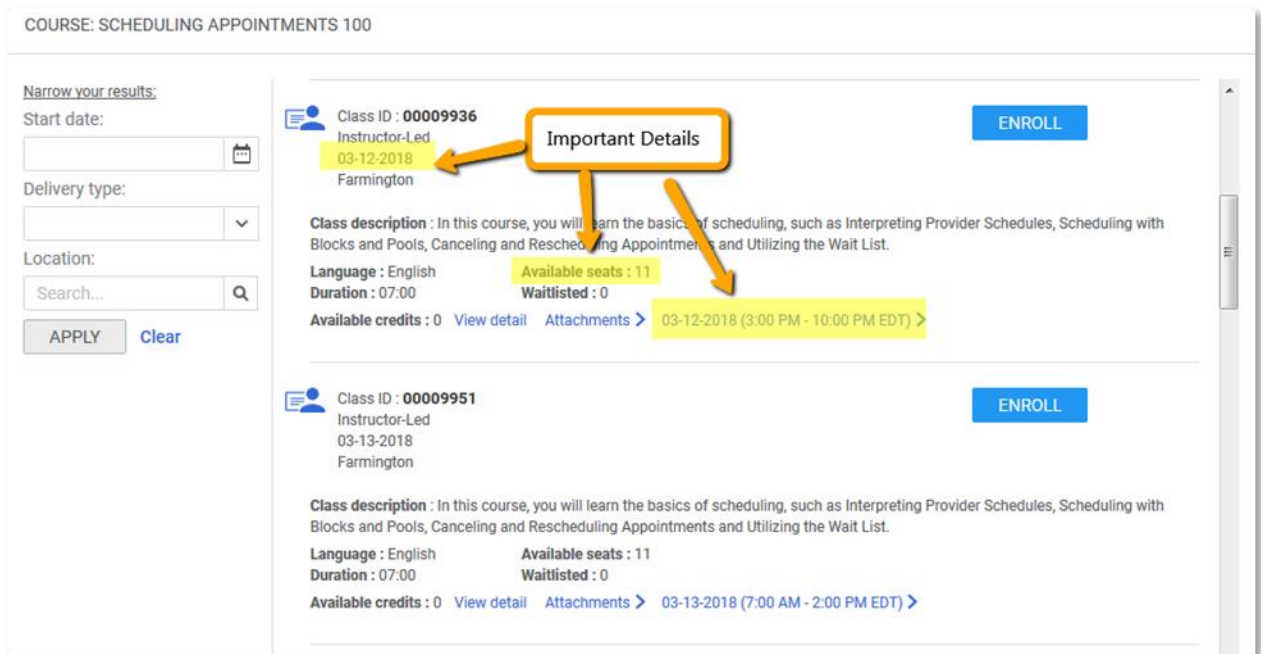 COURSE: SCHEDULING APPOINTMENTS 100
Narrow your results:
Start date:
Delivery type:
Location:
Search...
APPLY Clear
Class ID : 00009936
Instructor-Led
03-12-2018
Farmington
Important Details
ENROLL
Class description : In this course, you will learn the basics of scheduling, such as Interpreting Provider Schedules, Scheduling with
Blocks and Pools, Canceling and Rescheduling Appointments and Utilizing the Wait List.
Language : English Available seats : 11
Duration : 07:00 Waitlisted : 0
Available credits : 0 View detail Attachments > 03-12-2018 (3:00 PM - 10:00 PM EDT) >
Class ID : 00009951
Instructor-Led
03-13-2018
Farmington
ENROLL
Class description : In this course, you will learn the basics of scheduling, such as Interpreting Provider Schedules, Scheduling with
Blocks and Pools, Canceling and Rescheduling Appointments and Utilizing the Wait List.
Language : English Available seats : 11
Duration : 07:00 Waitlisted : 0
Available credits : 0 View detail Attachments > 03-13-2018 (7:00 AM - 2:00 PM EDT) >